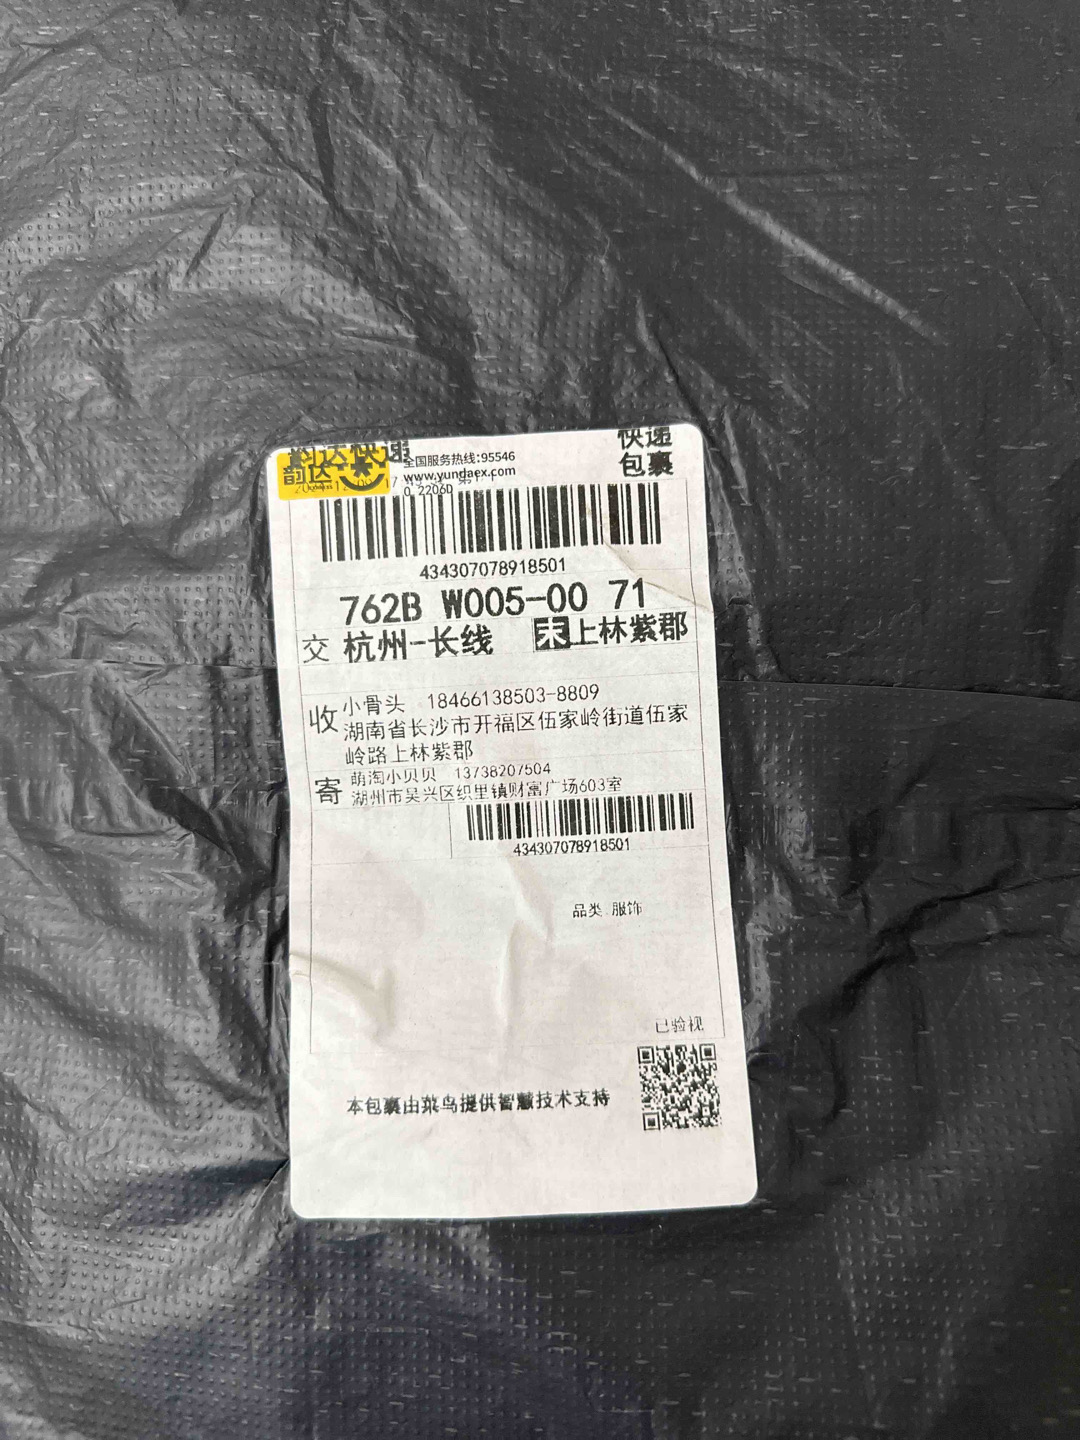 韵达快递
快递
包裹
韵达
全国服务热线:95546
www.yundaex.com
0.2206D
434307078918501
762B W005-00 71
交 杭州-长线 末 上林紫郡
收 小骨头 18466138503-8809
湖南省长沙市开福区伍家岭街道伍家
岭路上林紫郡
寄 萌淘小贝贝 13738207504
湖州市吴兴区织里镇财富广场603室
434307078918501
品类:服饰
已验视
本包裹由菜鸟提供智慧技术支持